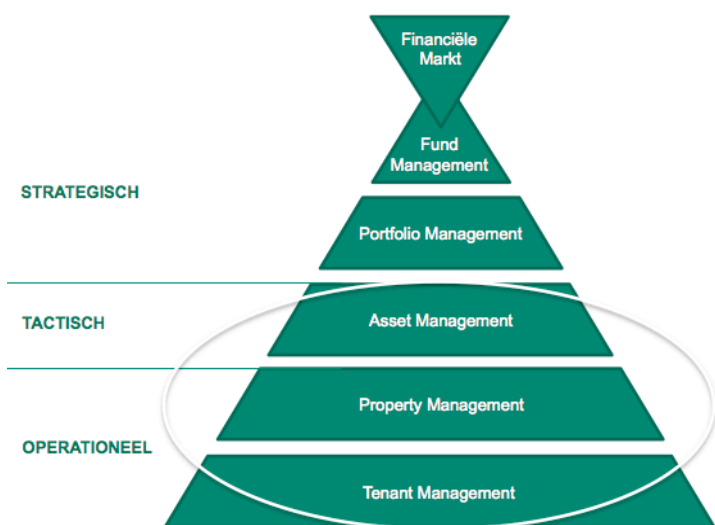 Financiële
Markt
Fund
Management
STRATEGISCH
Portfolio Management
TACTISCH
Asset Management
Property Management
OPERATIONEEL
Tenant Management